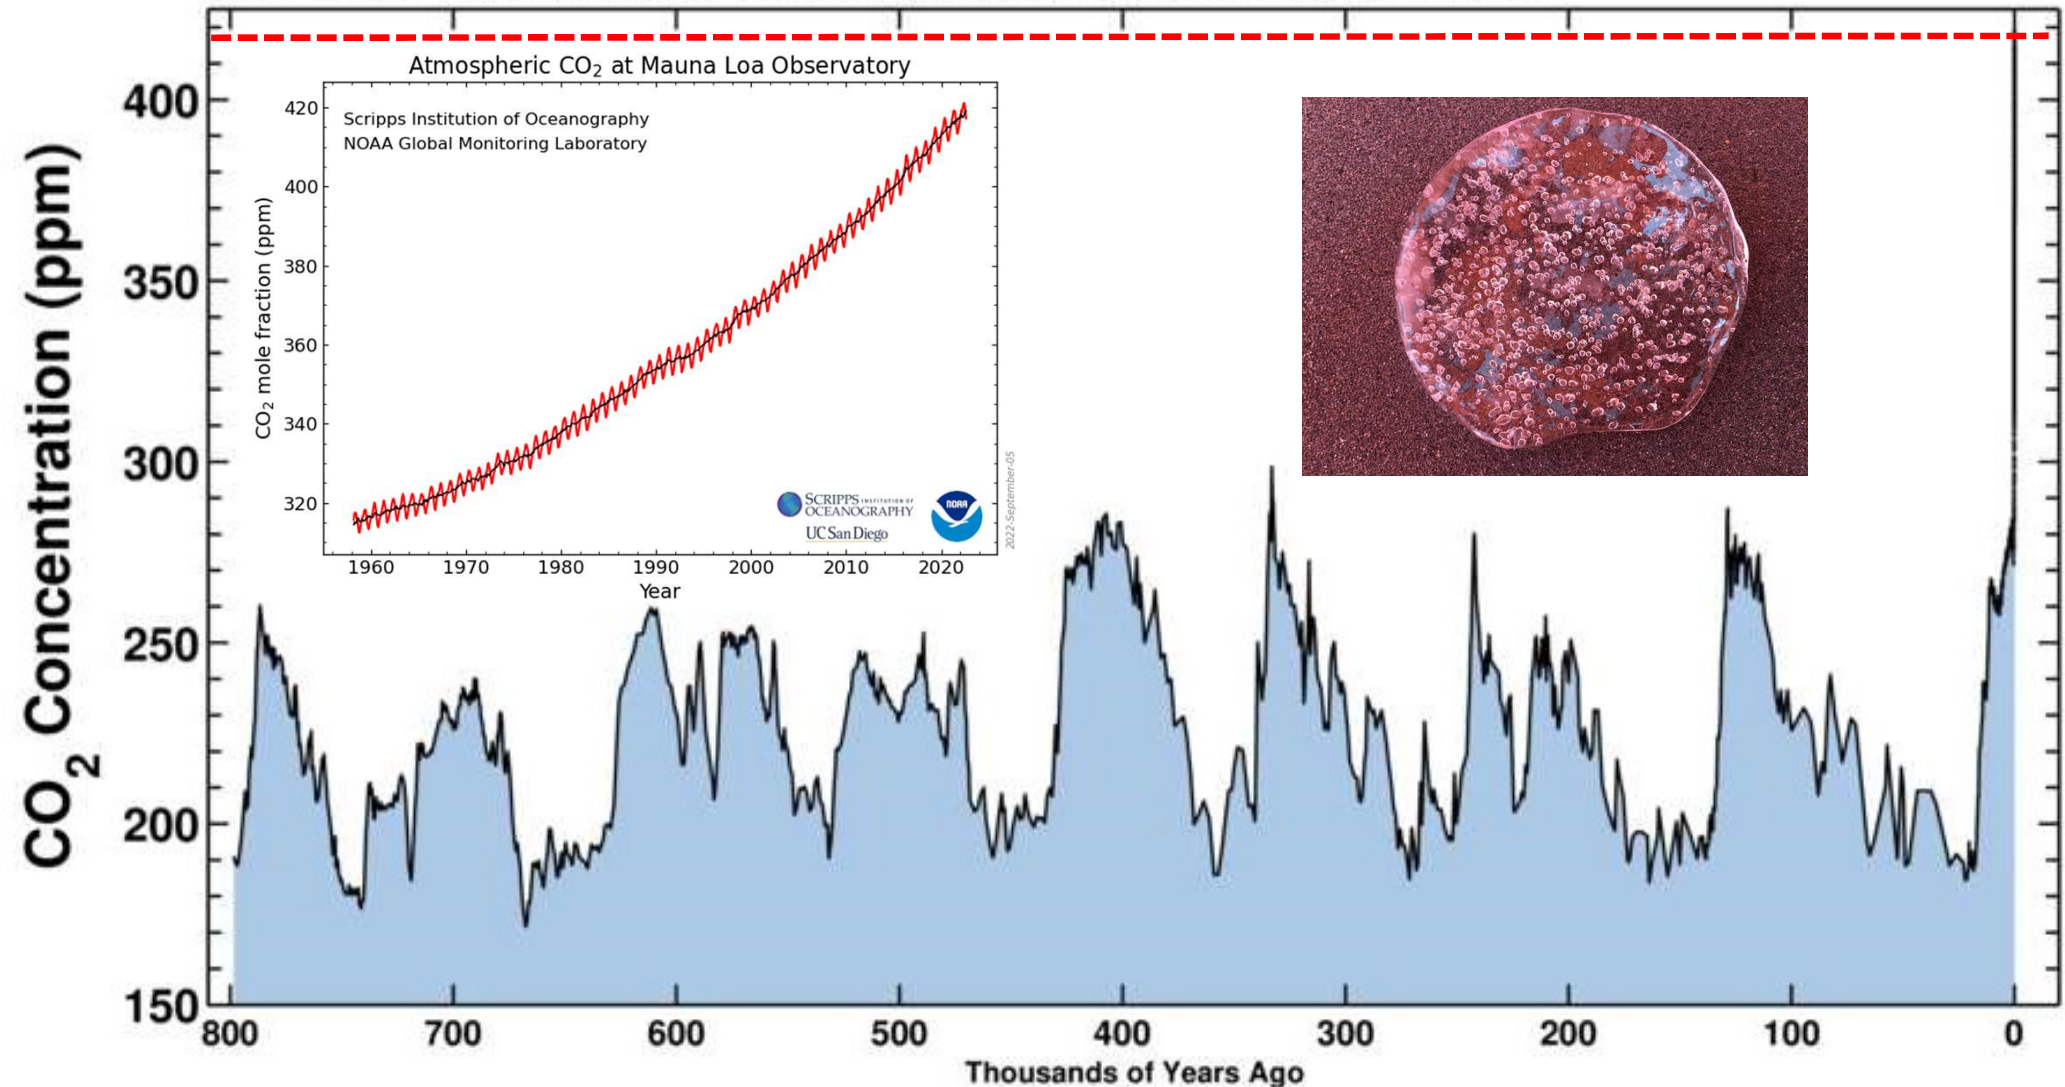 Atmospheric CO₂ at Mauna Loa Observatory
Scripps Institution of Oceanography
NOAA Global Monitoring Laboratory
CO₂ mole fraction (ppm)
420
400
380
360
340
320
1960 1970 1980 1990 2000 2010 2020
Year
SCRIPPS INSTITUTION OF
OCEANOGRAPHY
UC San Diego
NOAA
2022-September-05
CO₂ Concentration (ppm)
400
350
300
250
200
150
800 700 600 500 400 300 200 100 0
Thousands of Years Ago